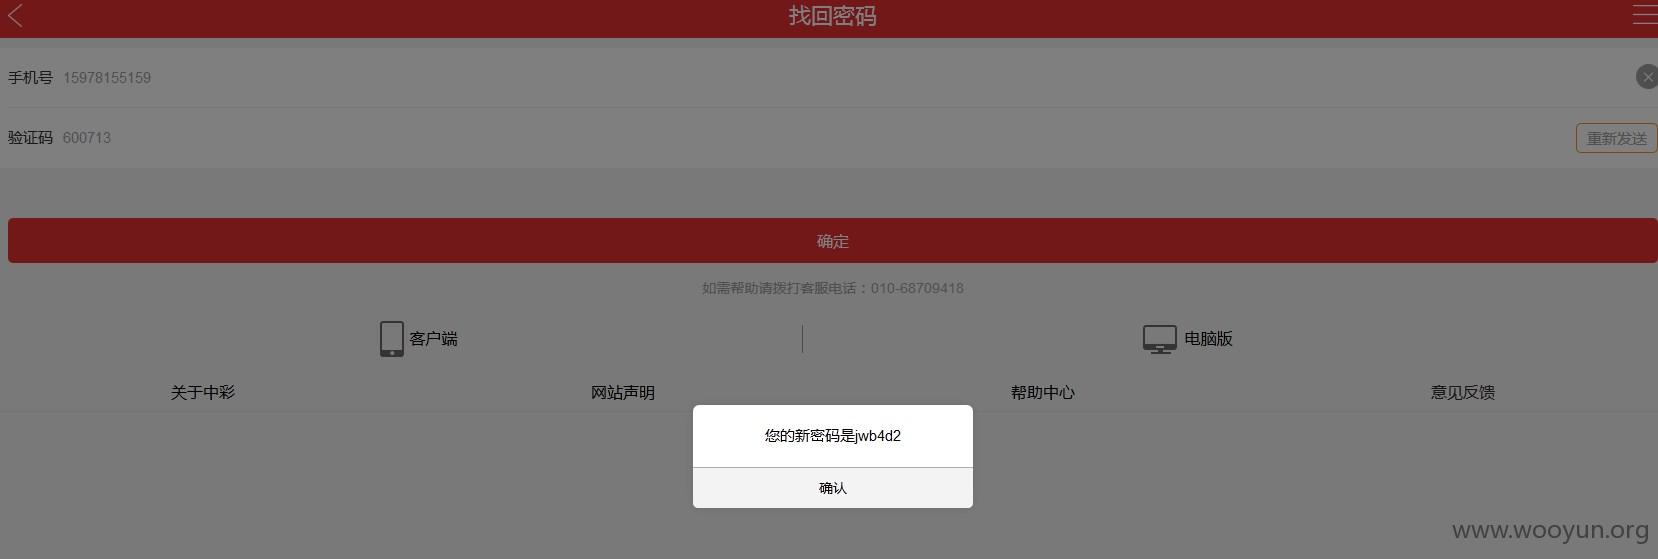 找回密码
手机号 15978155159
验证码 600713 重新发送
确定
如需帮助请拨打客服电话：010-68709418
客户端 电脑版
关于中彩 网站声明 帮助中心 意见反馈
您的新密码是jwb4d2
确认
www.wooyun.org